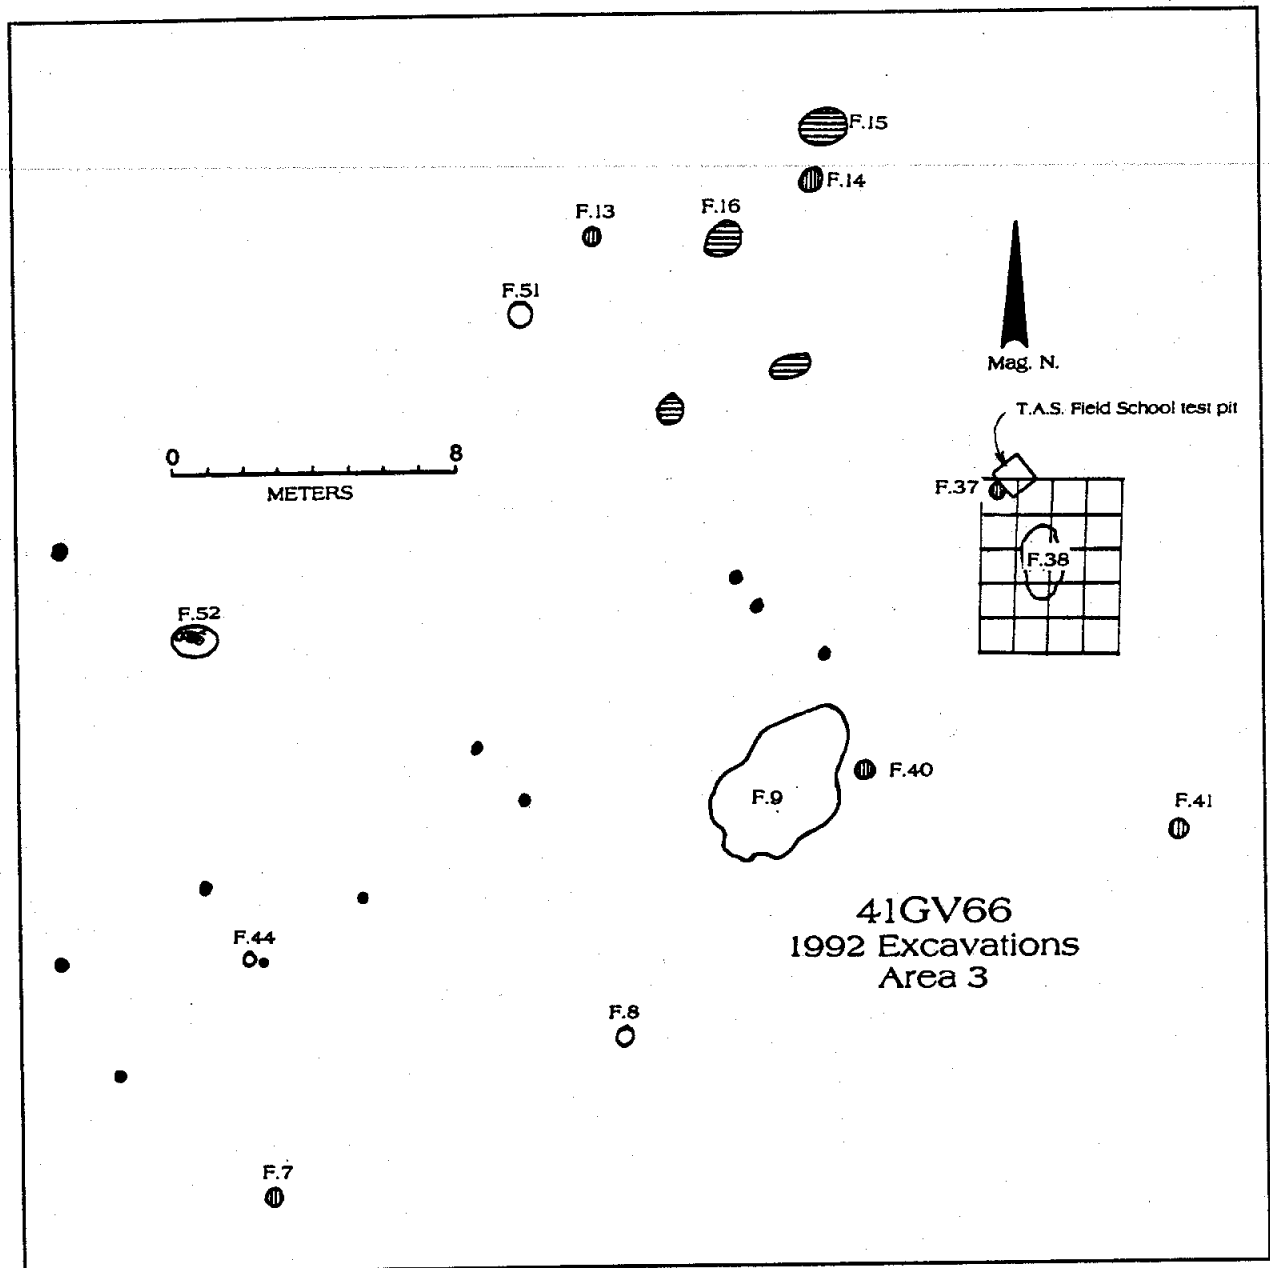 F.15
F.14
F.13
F.16
F.51
Mag. N.
T.A.S. Field School test pit
0 8
METERS
F.37
F.38
F.52
F.9
F.40
F.41
41GV66
1992 Excavations
Area 3
F.44
F.8
F.7